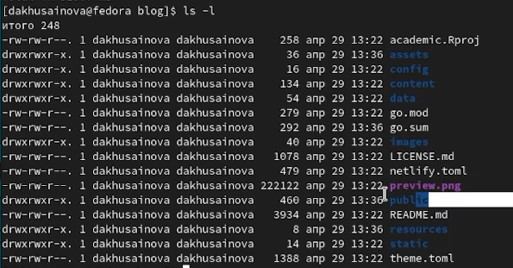 [dakhusainova@fedora blog]$ ls -l
итого 248
-rw-rw-r--. 1 dakhusainova dakhusainova 258 апр 29 13:22 academic.Rproj
drwxrwxr-x. 1 dakhusainova dakhusainova 36 апр 29 13:36 assets
drwxrwxr-x. 1 dakhusainova dakhusainova 16 апр 29 13:22 config
drwxrwxr-x. 1 dakhusainova dakhusainova 134 апр 29 13:22 content
drwxrwxr-x. 1 dakhusainova dakhusainova 54 апр 29 13:22 data
-rw-rw-r--. 1 dakhusainova dakhusainova 279 апр 29 13:22 go.mod
-rw-rw-r--. 1 dakhusainova dakhusainova 292 апр 29 13:36 go.sum
drwxrwxr-x. 1 dakhusainova dakhusainova 40 апр 29 13:22 images
-rw-rw-r--. 1 dakhusainova dakhusainova 1078 апр 29 13:22 LICENSE.md
-rw-rw-r--. 1 dakhusainova dakhusainova 479 апр 29 13:22 netlify.toml
-rw-rw-r--. 1 dakhusainova dakhusainova 222122 апр 29 13:22 preview.png
drwxrwxr-x. 1 dakhusainova dakhusainova 460 апр 29 13:36 public
-rw-rw-r--. 1 dakhusainova dakhusainova 3934 апр 29 13:22 README.md
drwxrwxr-x. 1 dakhusainova dakhusainova 8 апр 29 13:36 resources
drwxrwxr-x. 1 dakhusainova dakhusainova 14 апр 29 13:22 static
-rw-rw-r--. 1 dakhusainova dakhusainova 1388 апр 29 13:22 theme.toml